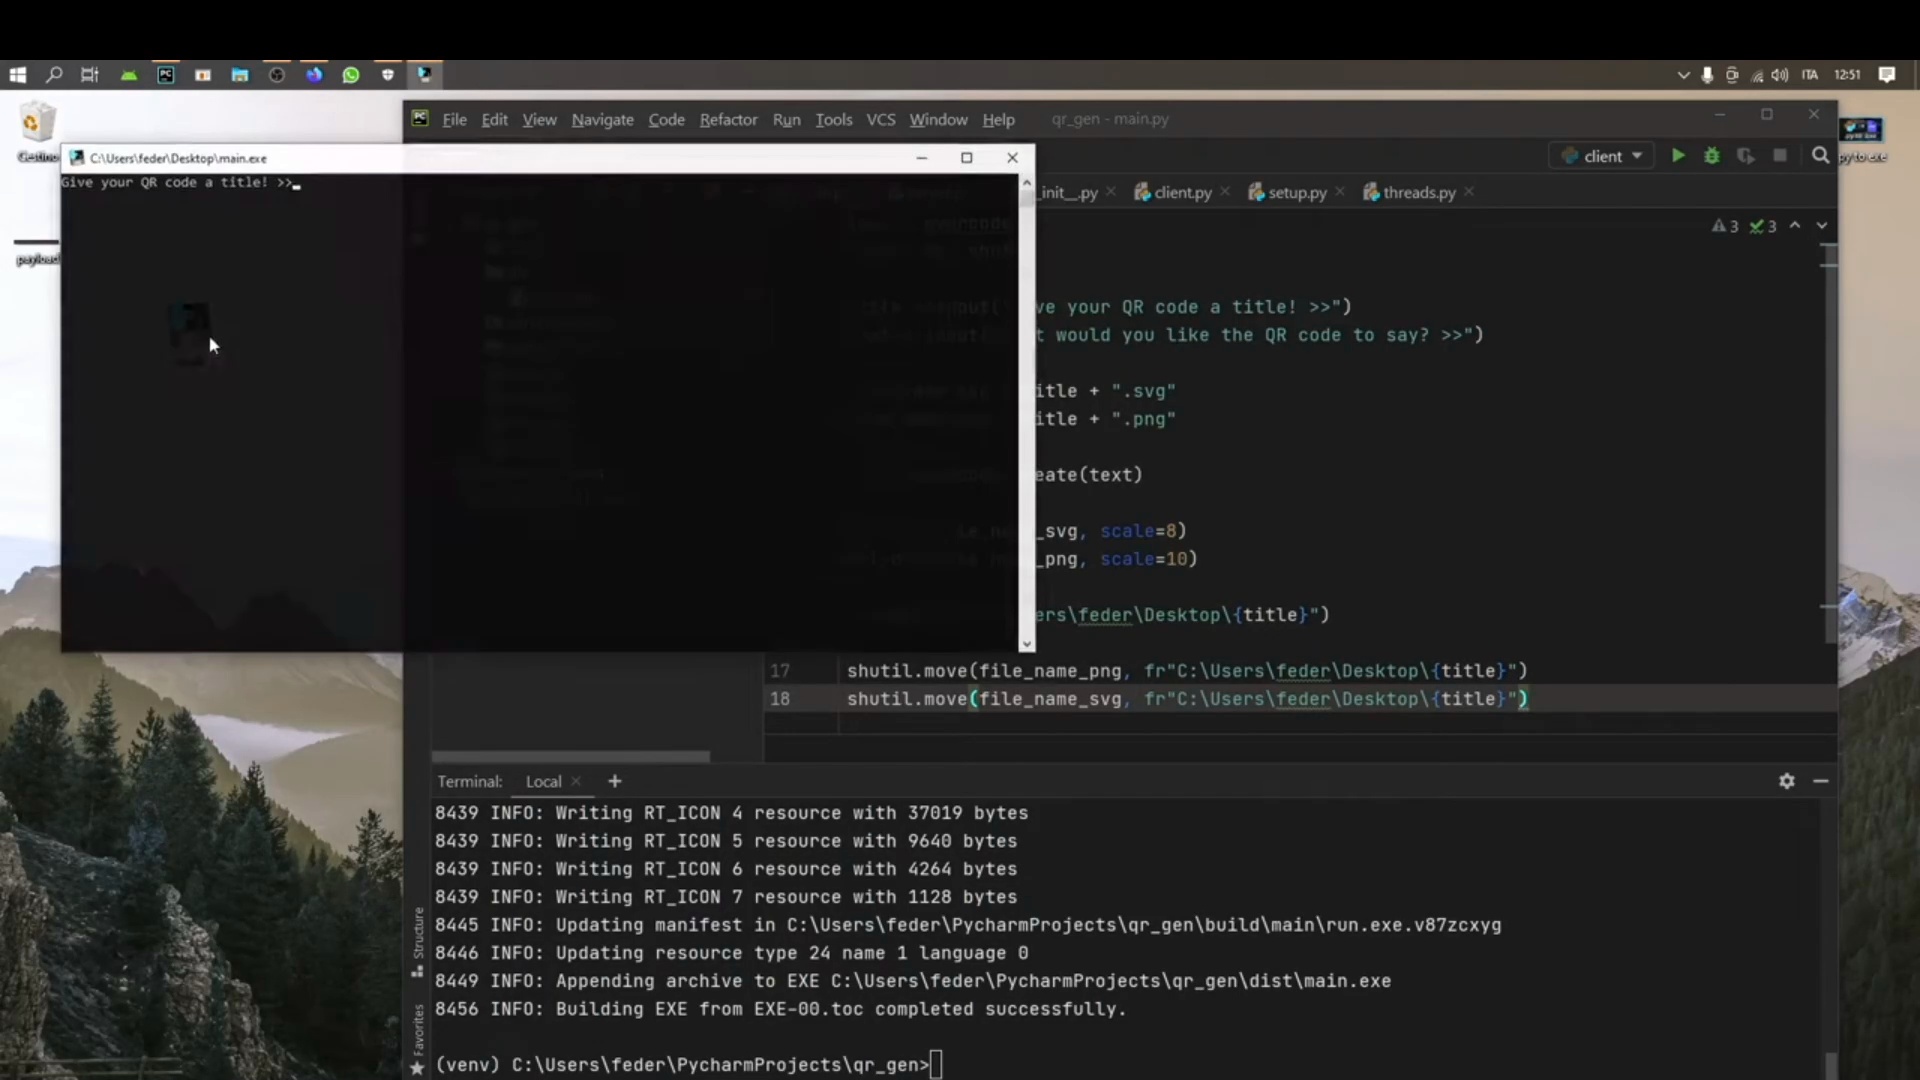 ITA
12:51
File Edit View Navigate Code Refactor Run Tools VCS Window Help qr_gen - main.py
Gestino
C:\Users\feder\Desktop\main.exe
client
py to exe
Give your QR code a title! >>
_init__.py client.py setup.py threads.py
3 3
payload
ve your QR code a title! >>")
t would you like the QR code to say? >>")
itle + ".svg"
itle + ".png"
eate(text)
_svg, scale=8)
_png, scale=10)
ers\feder\Desktop\{title}")
17 shutil.move(file_name_png, fr"C:\Users\feder\Desktop\{title}")
18 shutil.move(file_name_svg, fr"C:\Users\feder\Desktop\{title}")
Terminal: Local +
8439 INFO: Writing RT_ICON 4 resource with 37019 bytes
8439 INFO: Writing RT_ICON 5 resource with 9640 bytes
8439 INFO: Writing RT_ICON 6 resource with 4264 bytes
8439 INFO: Writing RT_ICON 7 resource with 1128 bytes
8445 INFO: Updating manifest in C:\Users\feder\PycharmProjects\qr_gen\build\main\run.exe.v87zcxyg
8446 INFO: Updating resource type 24 name 1 language 0
8449 INFO: Appending archive to EXE C:\Users\feder\PycharmProjects\qr_gen\dist\main.exe
8456 INFO: Building EXE from EXE-00.toc completed successfully.
(venv) C:\Users\feder\PycharmProjects\qr_gen>
Structure
Favorites